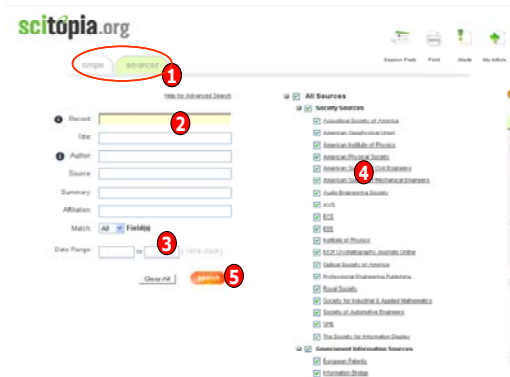 scitopia.org
Session Path Print Alerts My Article
simple advanced
1
Help for Advanced Search
Record
2
Title
Author
Source
Summary
Affiliation
Match All Field(s)
Date Range to
3
Clear All search
5
All Sources
Society Sources
Acoustical Society of America
American Geophysical Union
American Institute of Physics
American Physical Society
American Civil Engineers
4
American Mechanical Engineers
Audio Engineering Society
AVS
ECS
IEEE
Institute of Physics
IUCR Crystallography Journals Online
Optical Society of America
Professional Engineering Publishing
Royal Society
Society for Industrial & Applied Mathematics
Society of Automotive Engineers
SPIE
The Society for Information Display
Government Information Sources
European Patents
Information Bridge